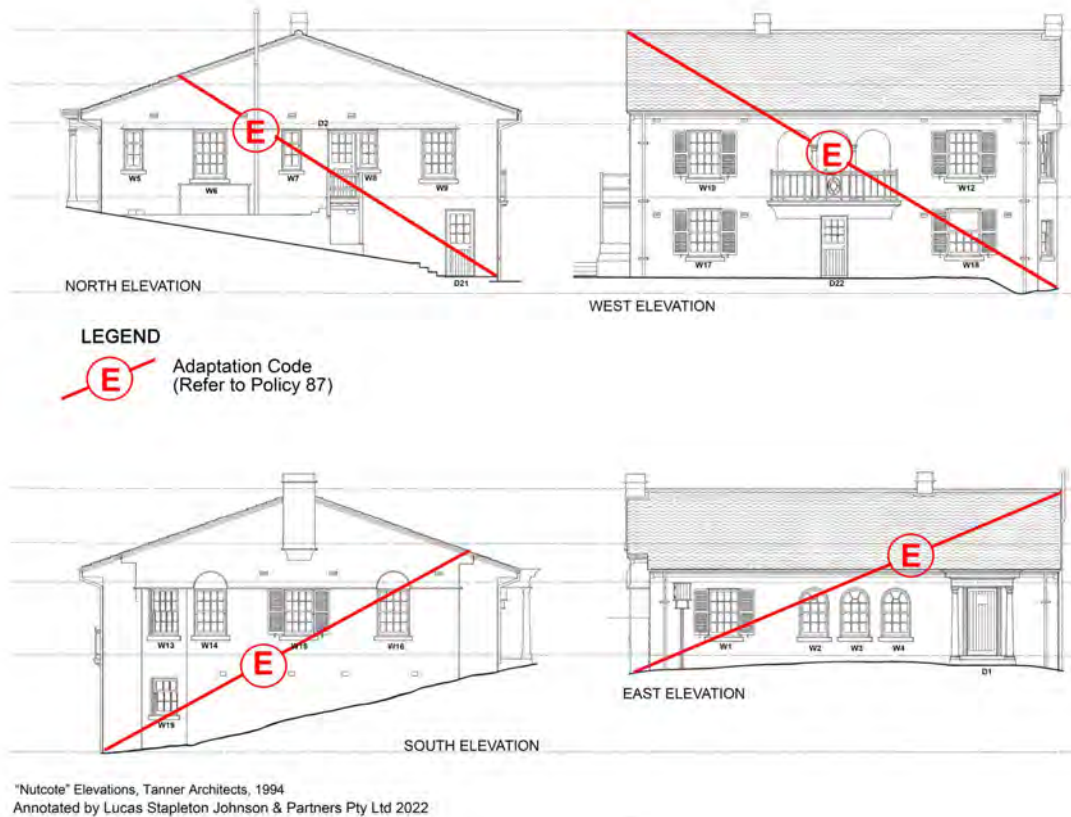 E
D2
W5
W6
W7
W8
W9
D21
NORTH ELEVATION
E
W10
W12
W17
W18
D22
WEST ELEVATION
LEGEND
E
Adaptation Code
(Refer to Policy 87)
W13
W14
W15
W16
E
W19
SOUTH ELEVATION
E
W1
W2
W3
W4
D1
EAST ELEVATION
"Nutcote" Elevations, Tanner Architects, 1994
Annotated by Lucas Stapleton Johnson & Partners Pty Ltd 2022